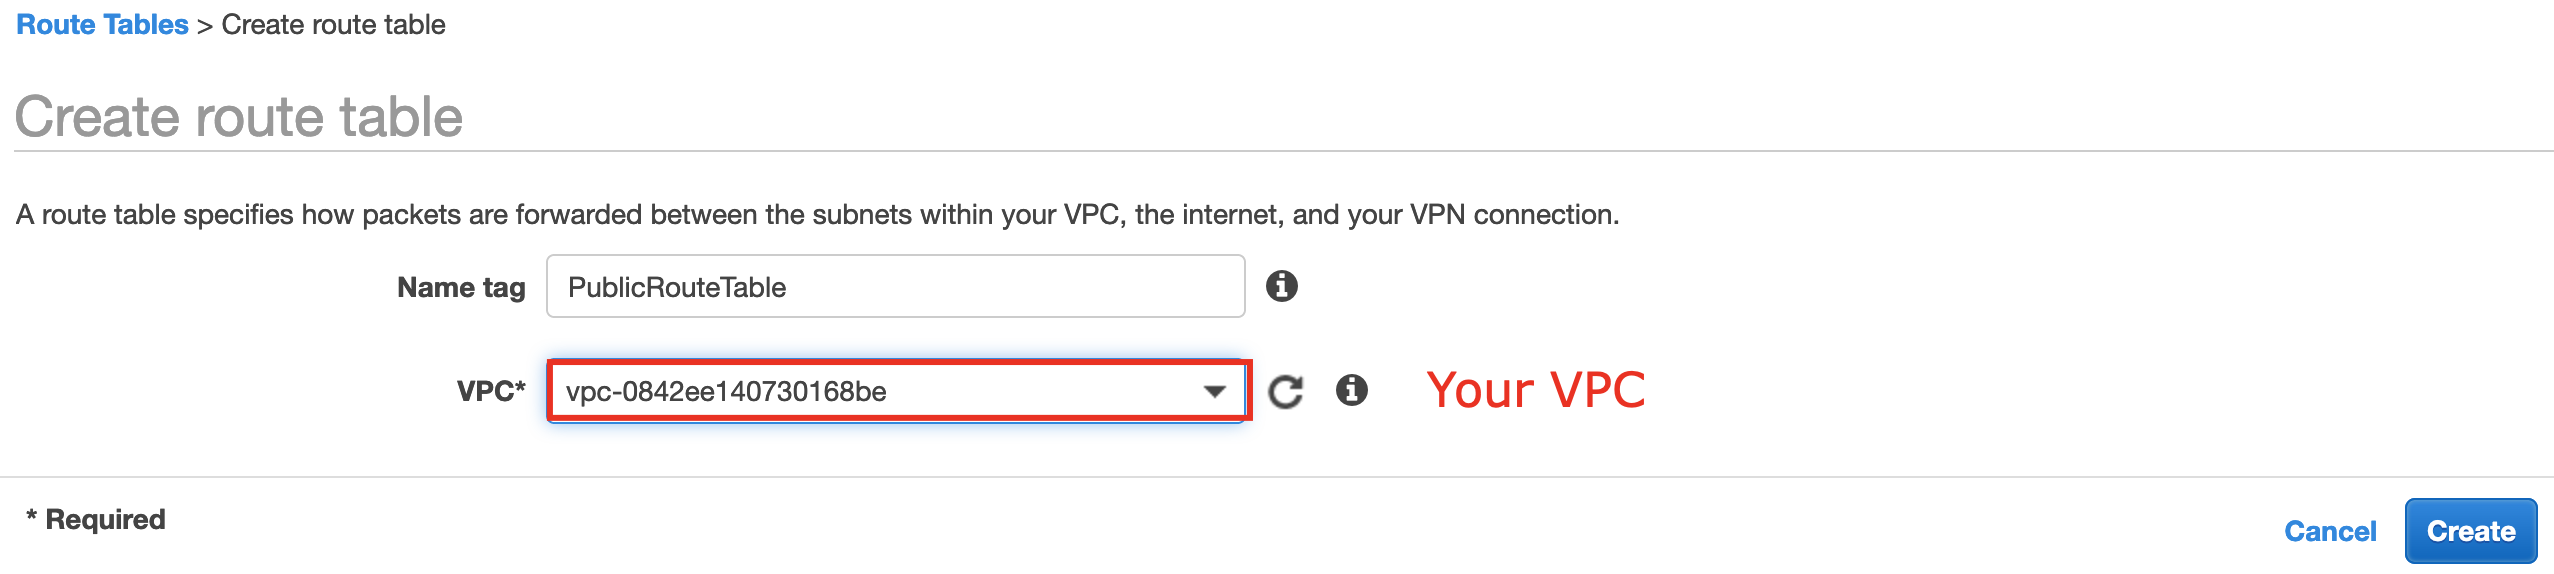 Route Tables > Create route table
Create route table
A route table specifies how packets are forwarded between the subnets within your VPC, the internet, and your VPN connection.
Name tag PublicRouteTable
VPC* vpc-0842ee140730168be Your VPC
* Required
Cancel Create